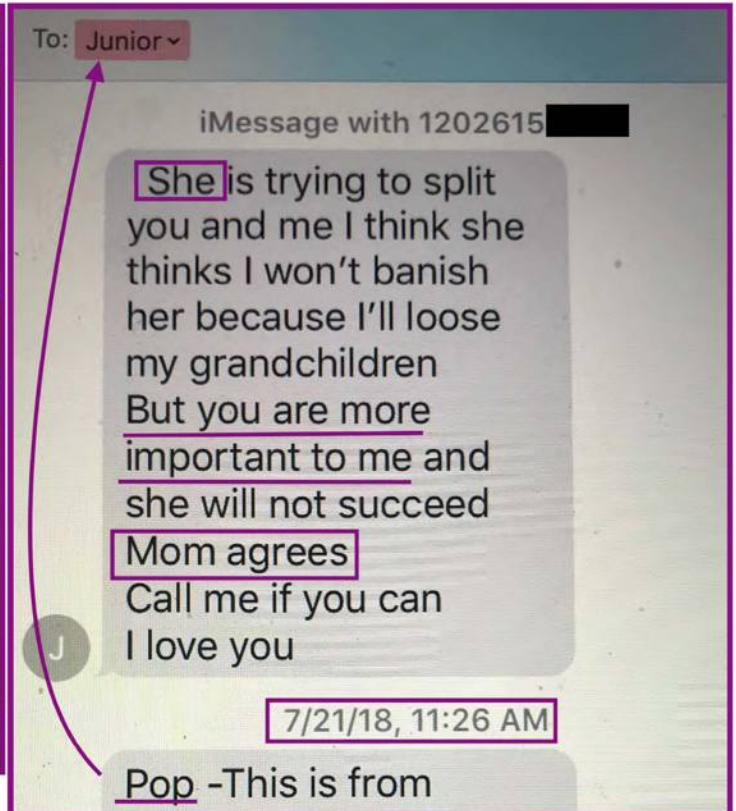 To: Junior
iMessage with 1202615
She is trying to split
you and me I think she
thinks I won't banish
her because I'll loose
my grandchildren
But you are more
important to me and
she will not succeed
Mom agrees
Call me if you can
I love you
J
7/21/18, 11:26 AM
Pop -This is from